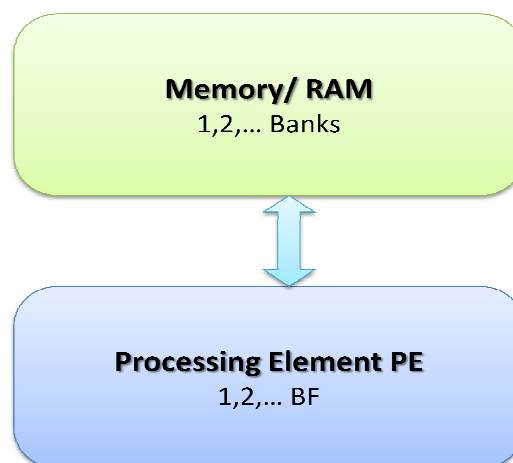 Memory/ RAM
1,2,... Banks
Processing Element PE
1,2,... BF